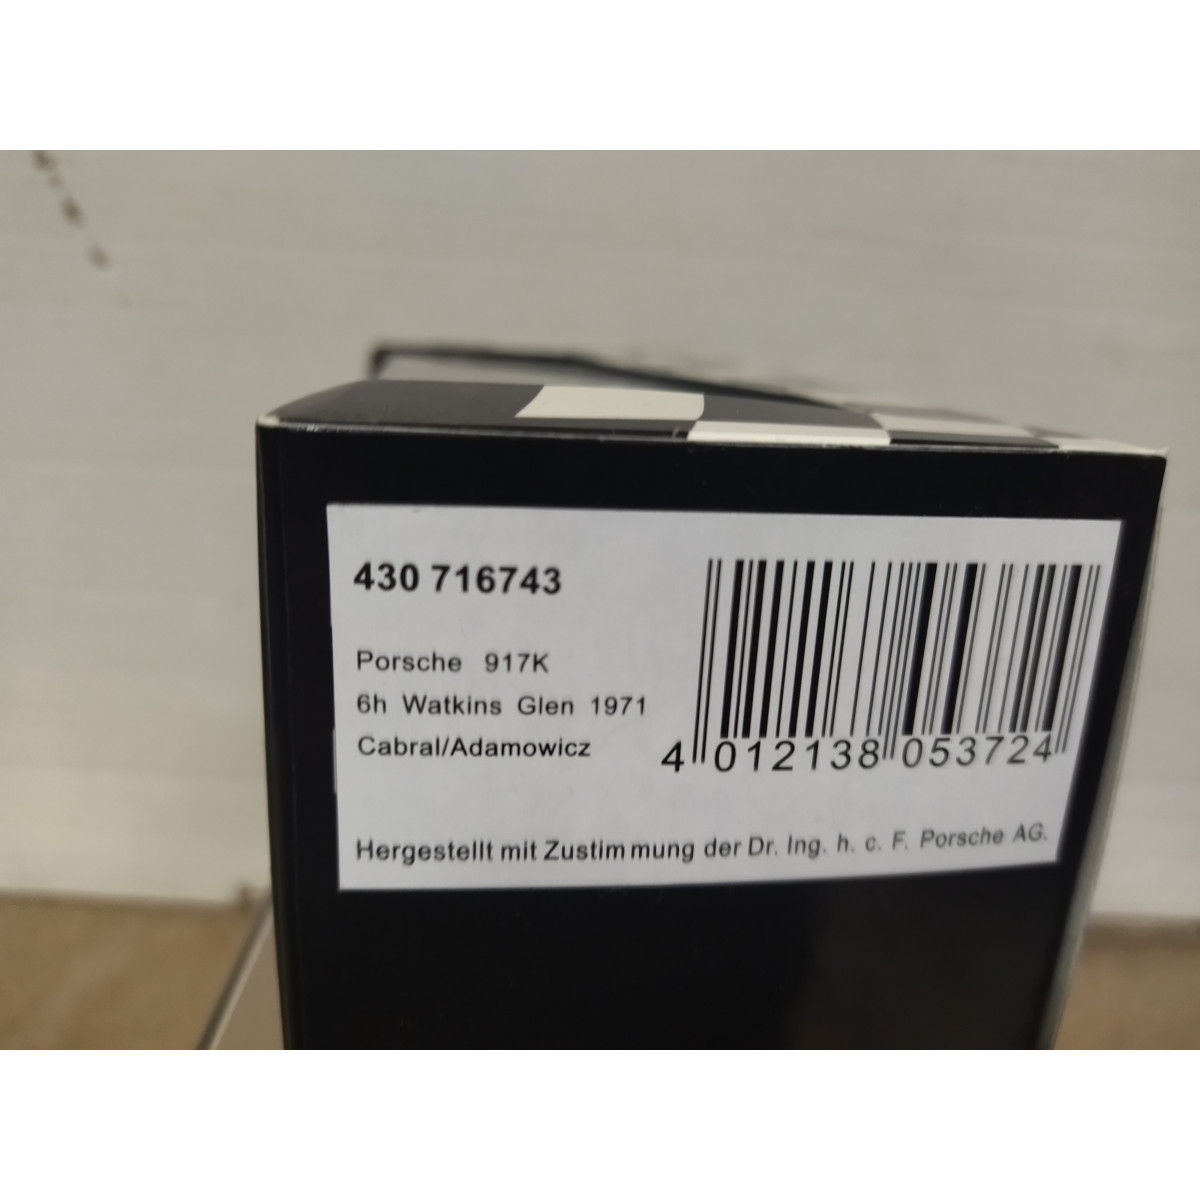 430 716743
Porsche 917K
6h Watkins Glen 1971
Cabral/Adamowicz
4 012138 053724
Hergestellt mit Zustimmung der Dr. Ing. h. c. F. Porsche AG.